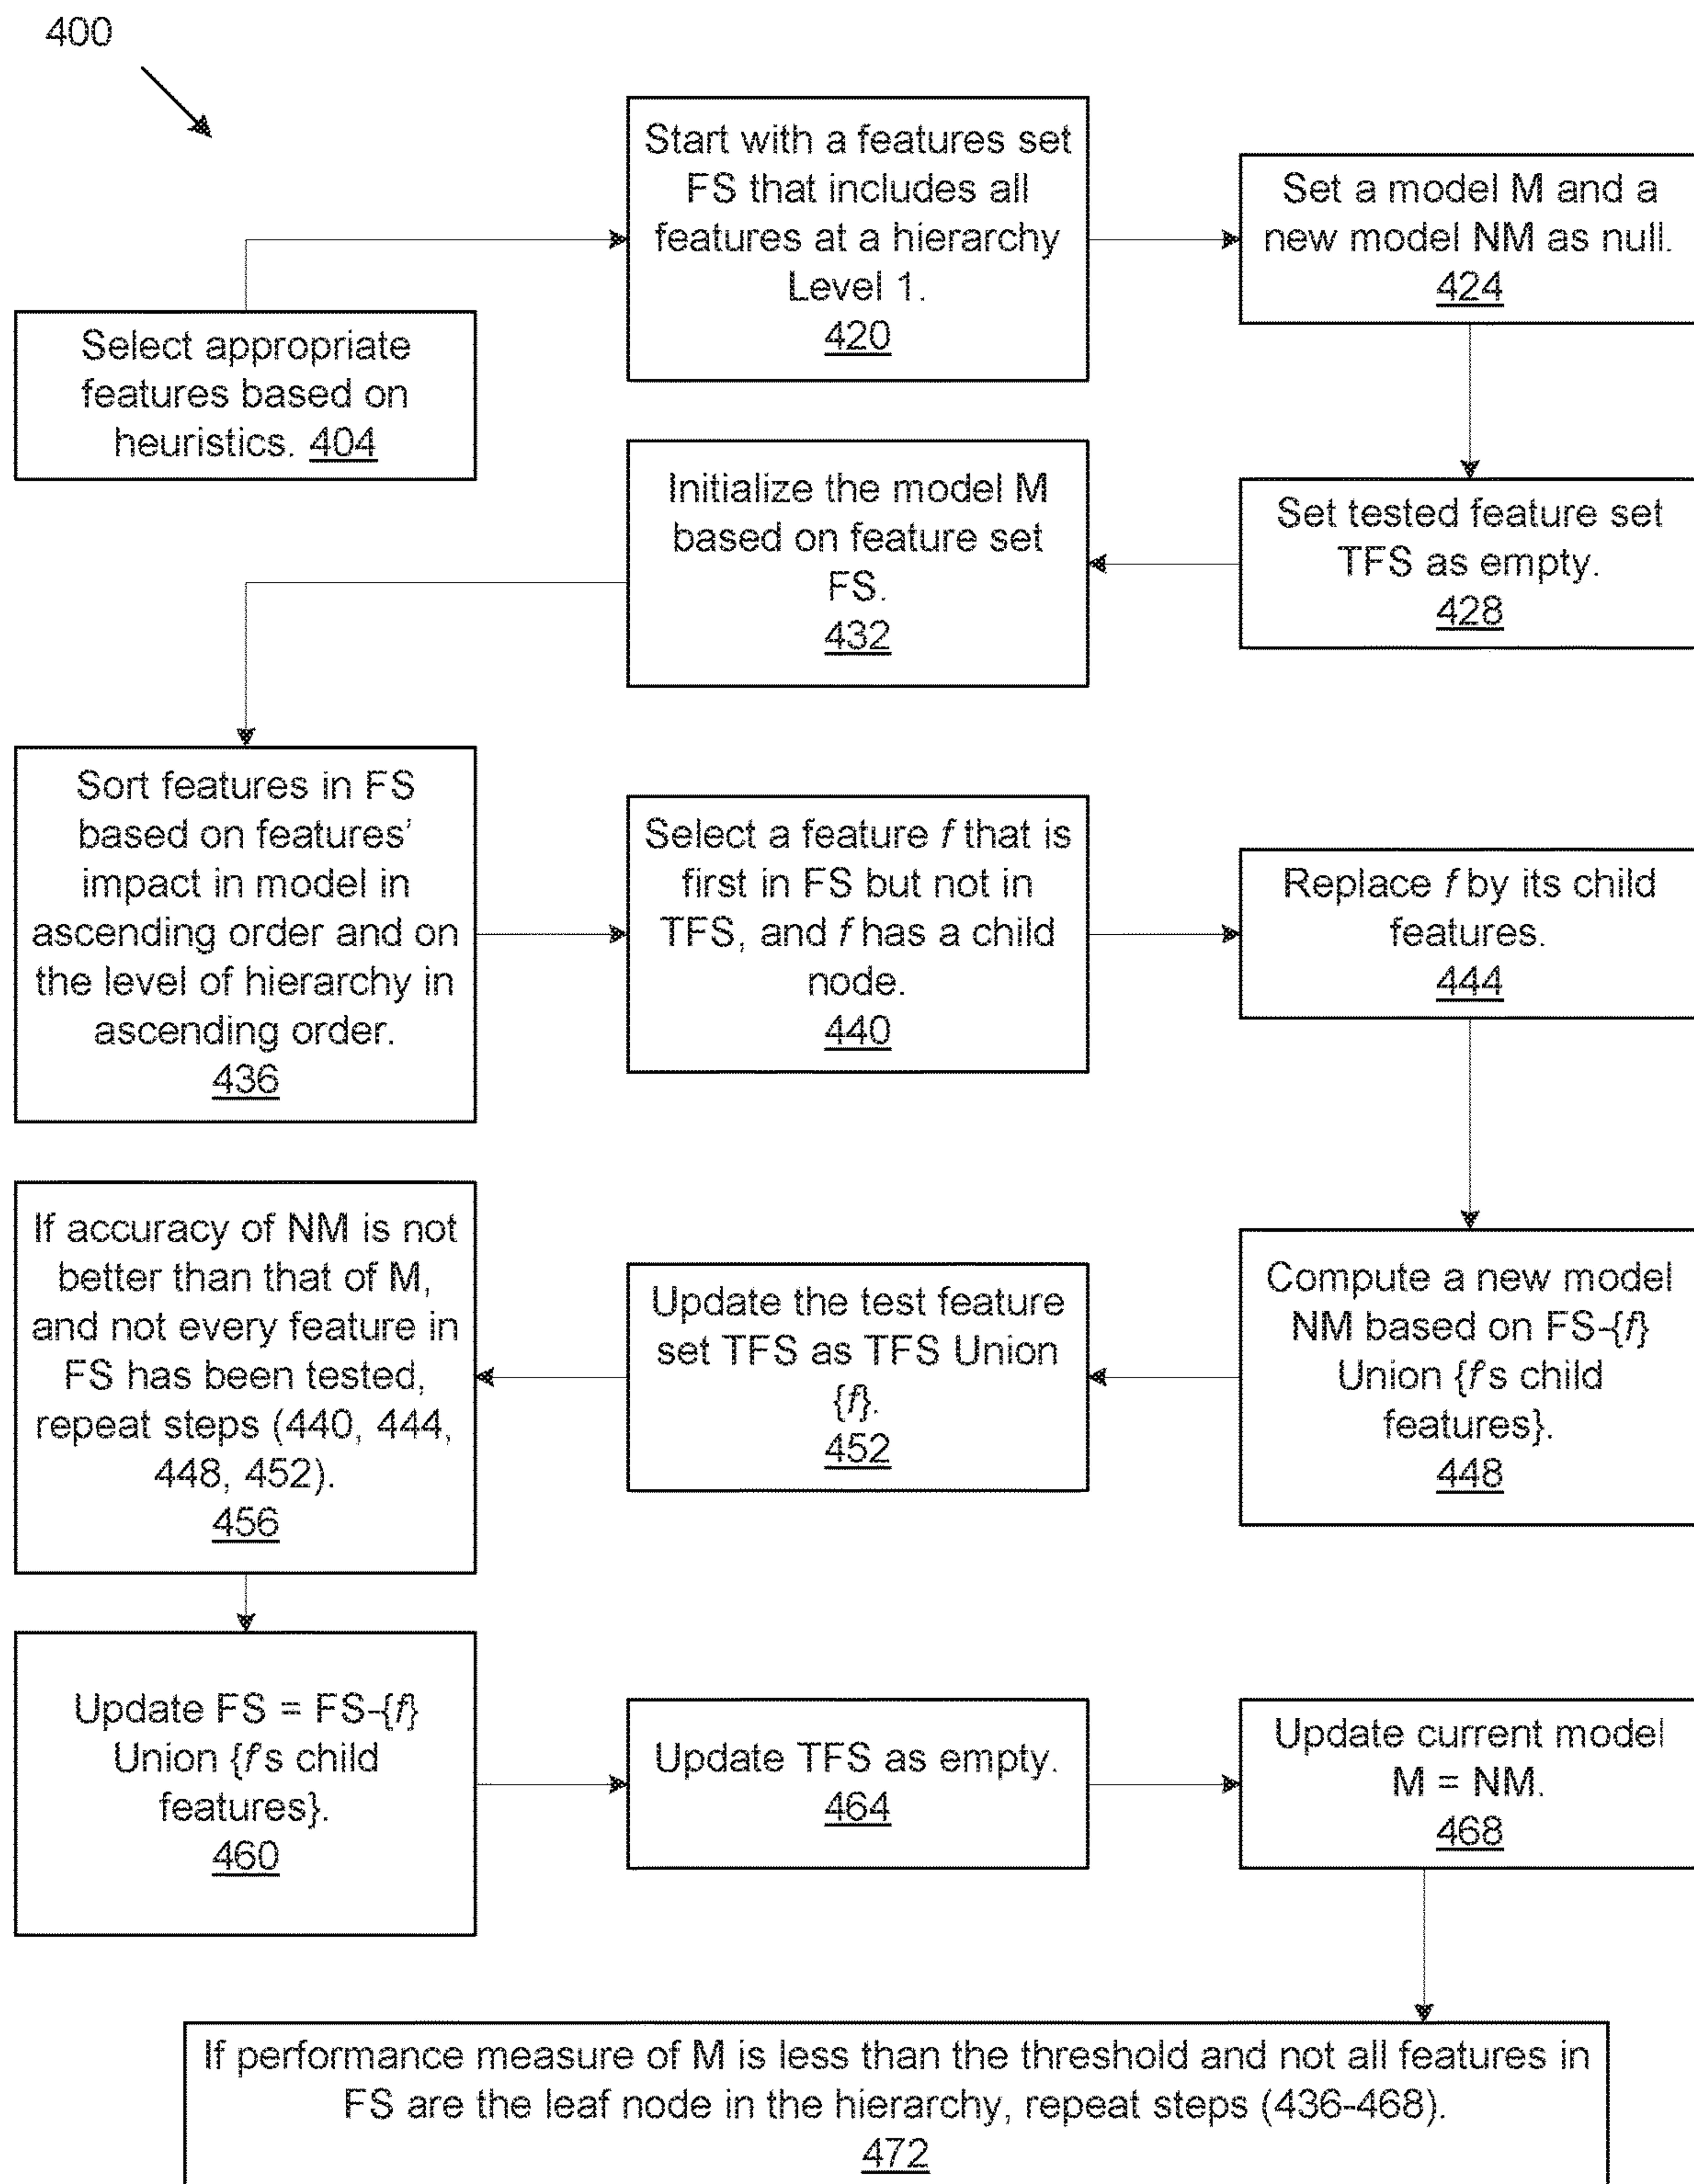 400
Start with a features set
FS that includes all
features at a hierarchy
Level 1.
420
Set a model M and a
new model NM as null.
424
Select appropriate
features based on
heuristics. 404
Initialize the model M
based on feature set
FS.
432
Set tested feature set
TFS as empty.
428
Sort features in FS
based on features’
impact in model in
ascending order and on
the level of hierarchy in
ascending order.
436
Select a feature f that is
first in FS but not in
TFS, and f has a child
node.
440
Replace f by its child
features.
444
If accuracy of NM is not
better than that of M,
and not every feature in
FS has been tested,
repeat steps (440, 444,
448, 452).
456
Update the test feature
set TFS as TFS Union
{f}.
452
Compute a new model
NM based on FS-{f}
Union {f's child
features}.
448
Update FS = FS-{f}
Union {f's child
features}.
460
Update TFS as empty.
464
Update current model
M = NM.
468
If performance measure of M is less than the threshold and not all features in
FS are the leaf node in the hierarchy, repeat steps (436-468).
472